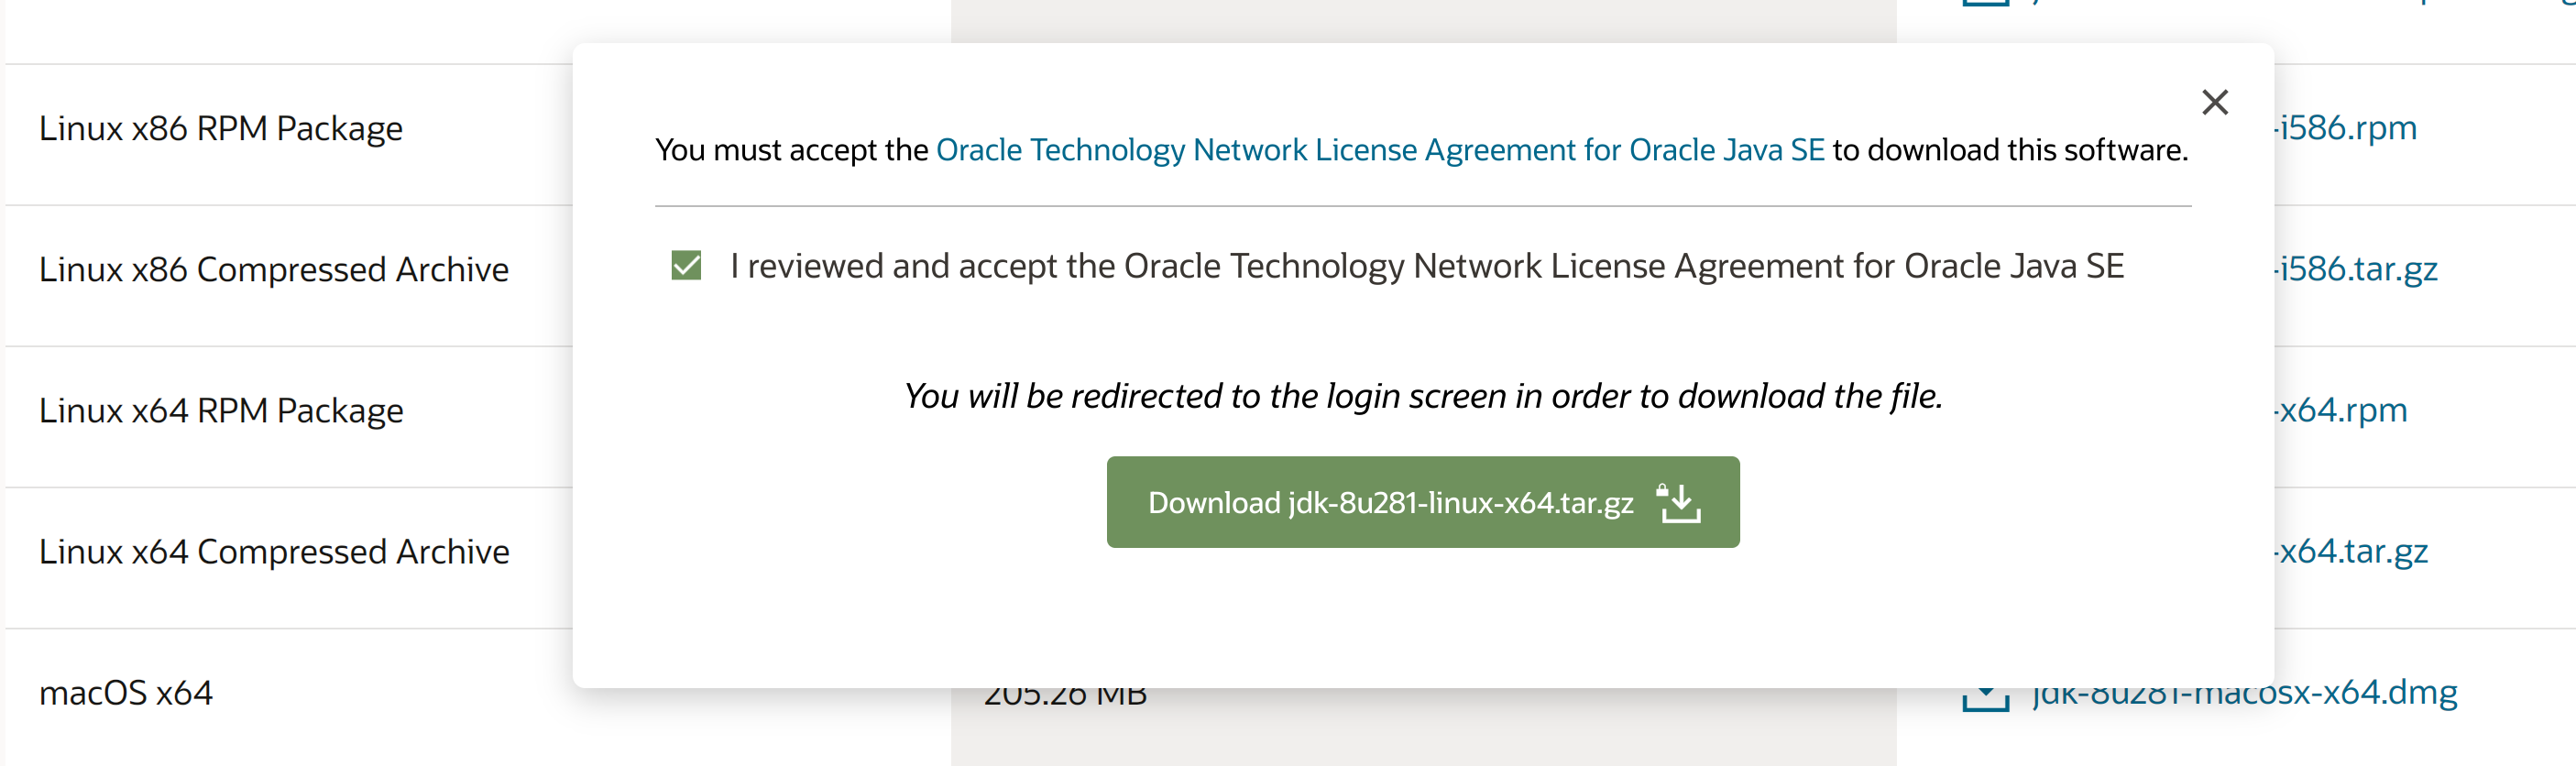 You must accept the Oracle Technology Network License Agreement for Oracle Java SE to download this software.
I reviewed and accept the Oracle Technology Network License Agreement for Oracle Java SE
You will be redirected to the login screen in order to download the file.
Download jdk-8u281-linux-x64.tar.gz
Linux x86 RPM Package
-i586.rpm
Linux x86 Compressed Archive
-i586.tar.gz
Linux x64 RPM Package
-x64.rpm
Linux x64 Compressed Archive
-x64.tar.gz
macOS x64
205.26 MB
jdk-8u281-macosx-x64.dmg